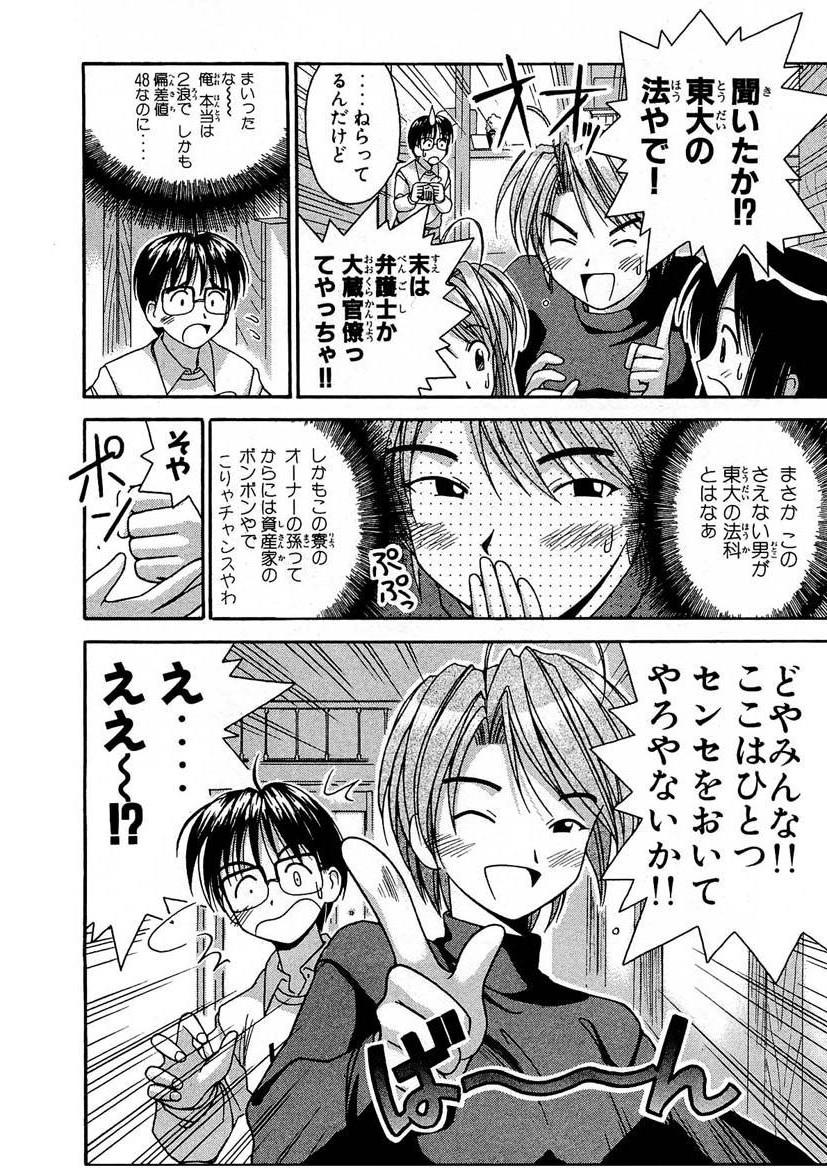 聞いたか!?
東大の
法やで!
オオッ
‥‥ねらって
るんだけど
末は
弁護士か
大蔵官僚っ
てやっちゃ!!
まいった
な〜〜
俺 本当は
2浪で しかも
偏差値
48なのに‥‥
まさか この
さえない男が
東大の法科
とはなぁ
ぷぷっ
しかもこの寮の
オーナーの孫って
からには資産家の
ボンボンやで
こりゃチャンスやわ
そや
ポン
どやみんな!!
ここはひとつ
センセをおいて
やろやないか!!
え‥‥
ええ〜!?
ば〜〜ん